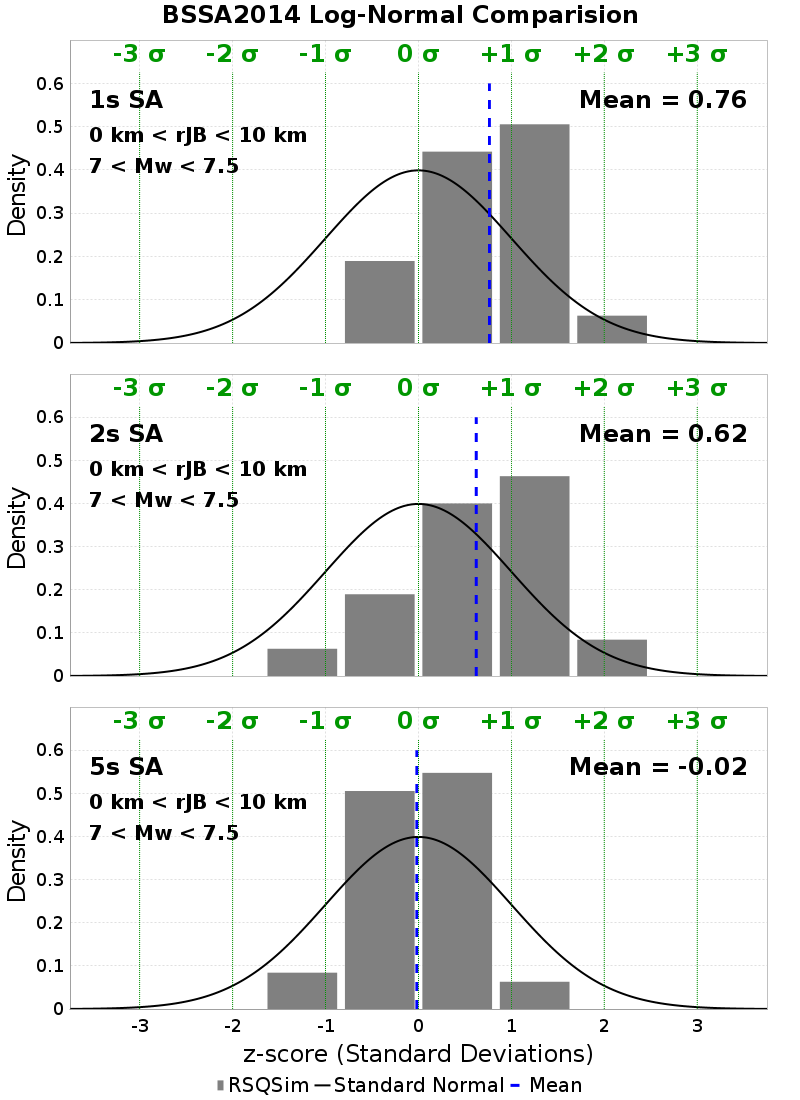 BSSA2014 Log-Normal Comparision
-3 σ -2 σ -1 σ 0 σ +1 σ +2 σ +3 σ
0.6
1s SA
Mean = 0.76
0.5
0 km < rJB < 10 km
7 < Mw < 7.5
0.4
0.3
0.2
0.1
0
Density
-3 σ -2 σ -1 σ 0 σ +1 σ +2 σ +3 σ
0.6
2s SA
Mean = 0.62
0.5
0 km < rJB < 10 km
7 < Mw < 7.5
0.4
0.3
0.2
0.1
0
Density
-3 σ -2 σ -1 σ 0 σ +1 σ +2 σ +3 σ
0.6
5s SA
Mean = -0.02
0.5
0 km < rJB < 10 km
7 < Mw < 7.5
0.4
0.3
0.2
0.1
0
Density
-3 -2 -1 0 1 2 3
z-score (Standard Deviations)
RSQSim Standard Normal Mean